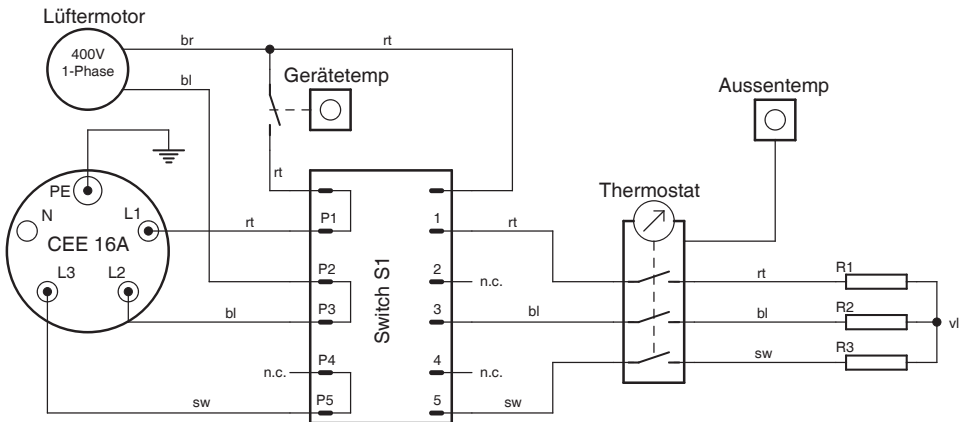 Lüftermotor
400V
1-Phase
br
rt
bl
Gerätetemp
Aussentemp
rt
PE
N
L1
CEE 16A
L3
L2
rt
bl
sw
n.c.
P1
P2
P3
P4
P5
Switch S1
1
2
3
4
5
rt
n.c.
bl
n.c.
sw
Thermostat
rt
bl
sw
R1
R2
R3
vl